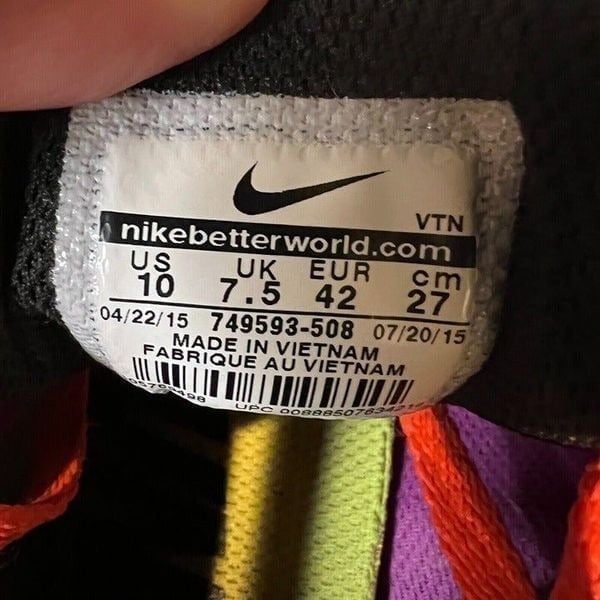 VTN
nikebetterworld.com
US UK EUR cm
10 7.5 42 27
04/22/15 749593-508 07/20/15
MADE IN VIETNAM
FABRIQUE AU VIETNAM
UPC